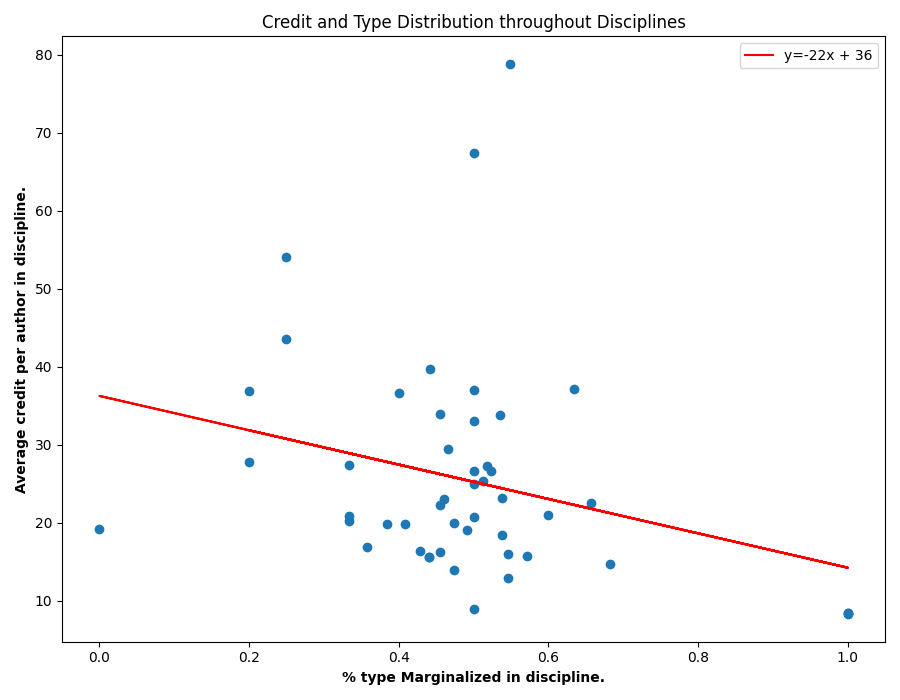 Credit and Type Distribution throughout Disciplines
y=-22x + 36
80
70
60
50
40
30
20
10
Average credit per author in discipline.
0.0 0.2 0.4 0.6 0.8 1.0
% type Marginalized in discipline.